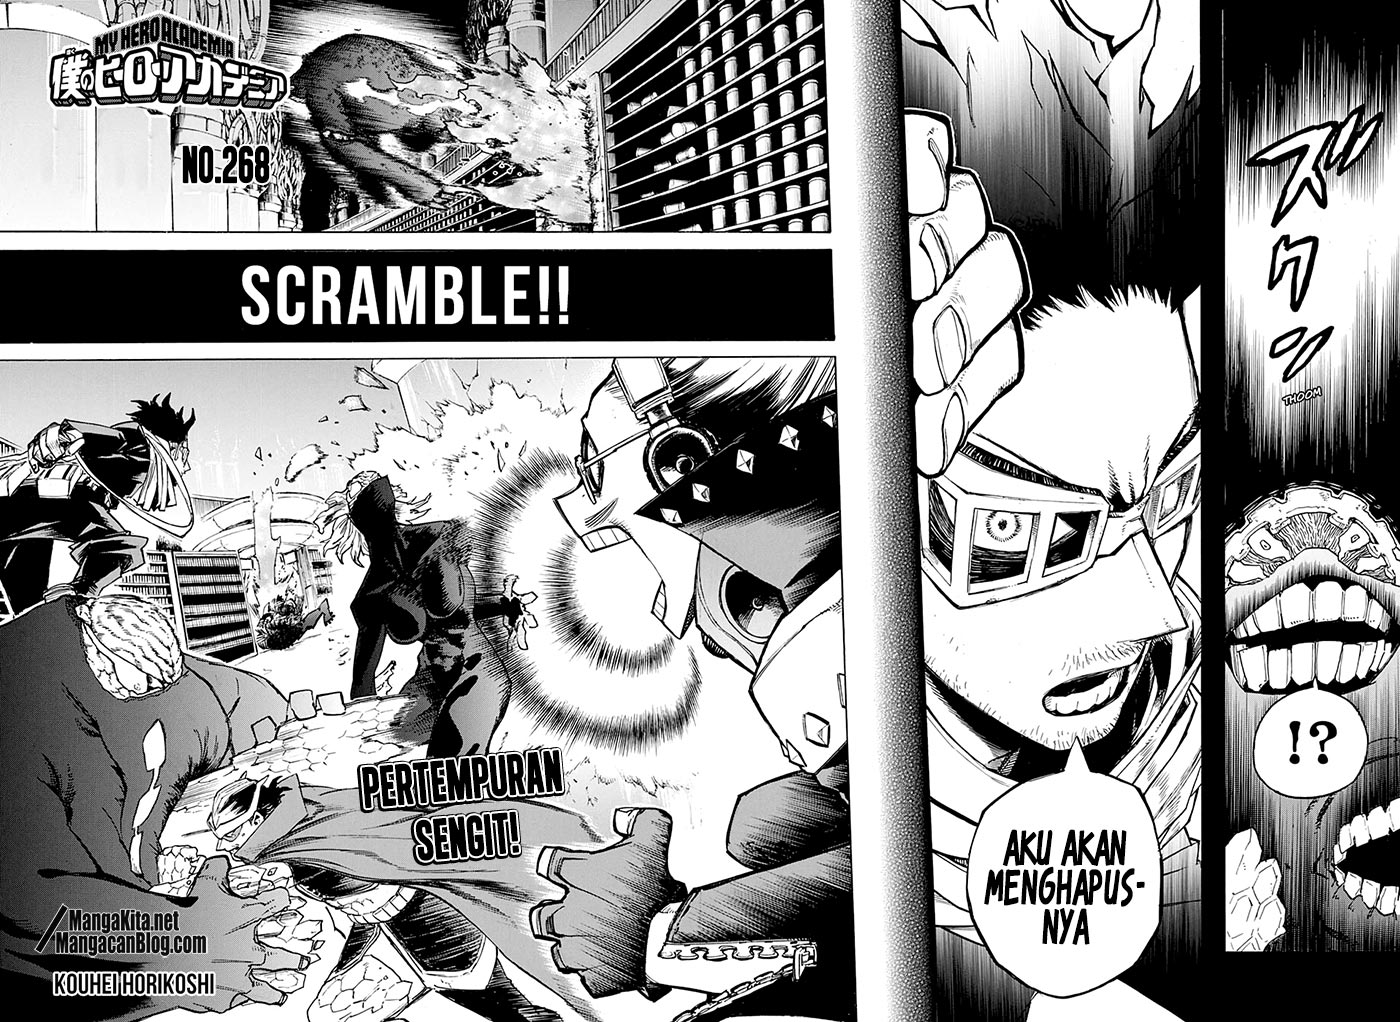 ズクン
THOOM
!?
AKU AKAN
MENGHAPUS-
NYA
MY HERO ACADEMIA
僕のヒーローアカデミア
NO.268
SCRAMBLE!!
PERTEMPURAN
SENGIT!
MangaKita.net
MangacanBlog.com
KOUHEI HORIKOSHI